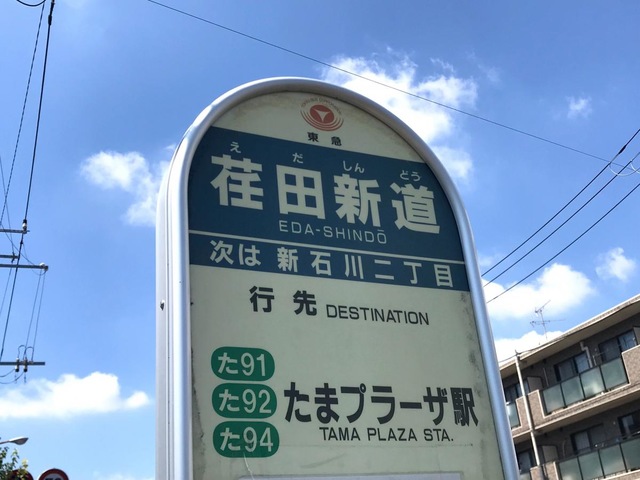 東急
えだしんどう
荏田新道
EDA-SHINDŌ
次は 新石川二丁目
行先 DESTINATION
た91
た92 たまプラーザ駅
た94 TAMA PLAZA STA.